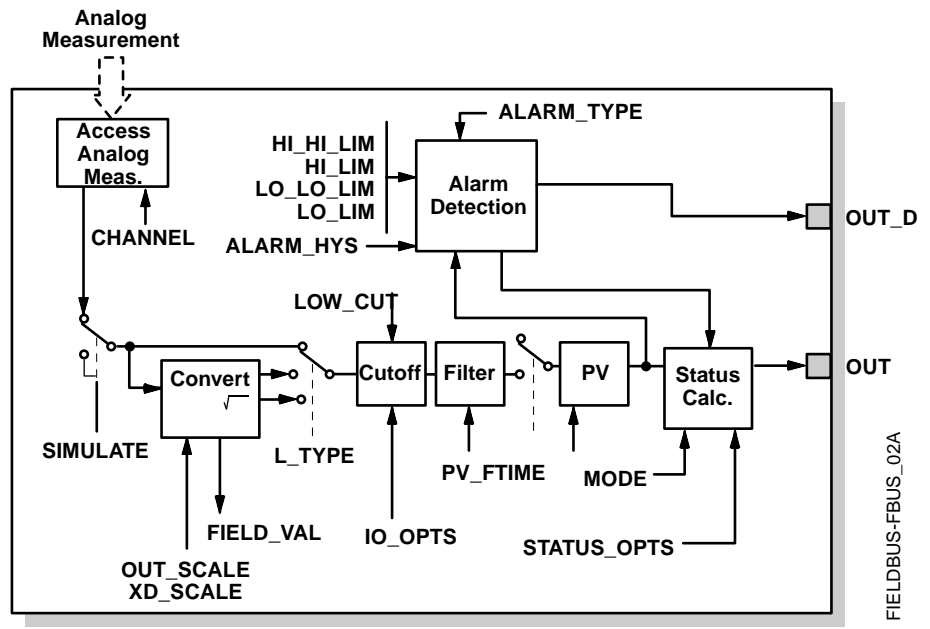 Analog
Measurement
Access
Analog
Meas.
CHANNEL
ALARM_TYPE
HI_HI_LIM
HI_LIM
LO_LO_LIM
LO_LIM
ALARM_HYS
Alarm
Detection
OUT_D
LOW_CUT
Convert
√
Cutoff
Filter
PV
Status
Calc.
OUT
SIMULATE
L_TYPE
PV_FTIME
MODE
FIELD_VAL
IO_OPTS
STATUS_OPTS
OUT_SCALE
XD_SCALE
FIELDBUS-FBUS_02A